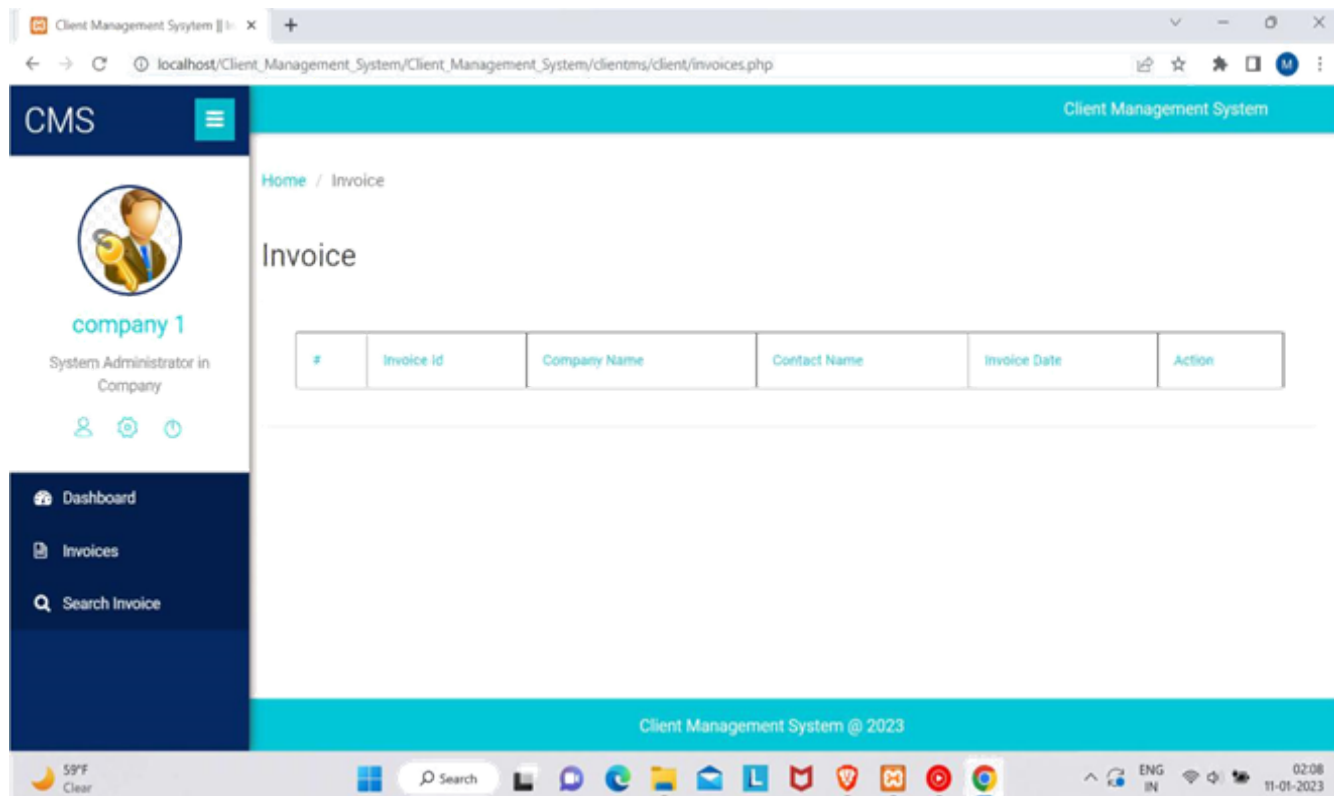 Client Management Sysytem || In
localhost/Client_Management_System/Client_Management_System/clientms/client/invoices.php
M
CMS
Client Management System
Home / Invoice
Invoice
company 1
System Administrator in
Company
# Invoice Id Company Name Contact Name Invoice Date Action
Dashboard
Invoices
Search Invoice
Client Management System @ 2023
59°F
Clear
Search
L
ENG
IN
02:08
11-01-2023